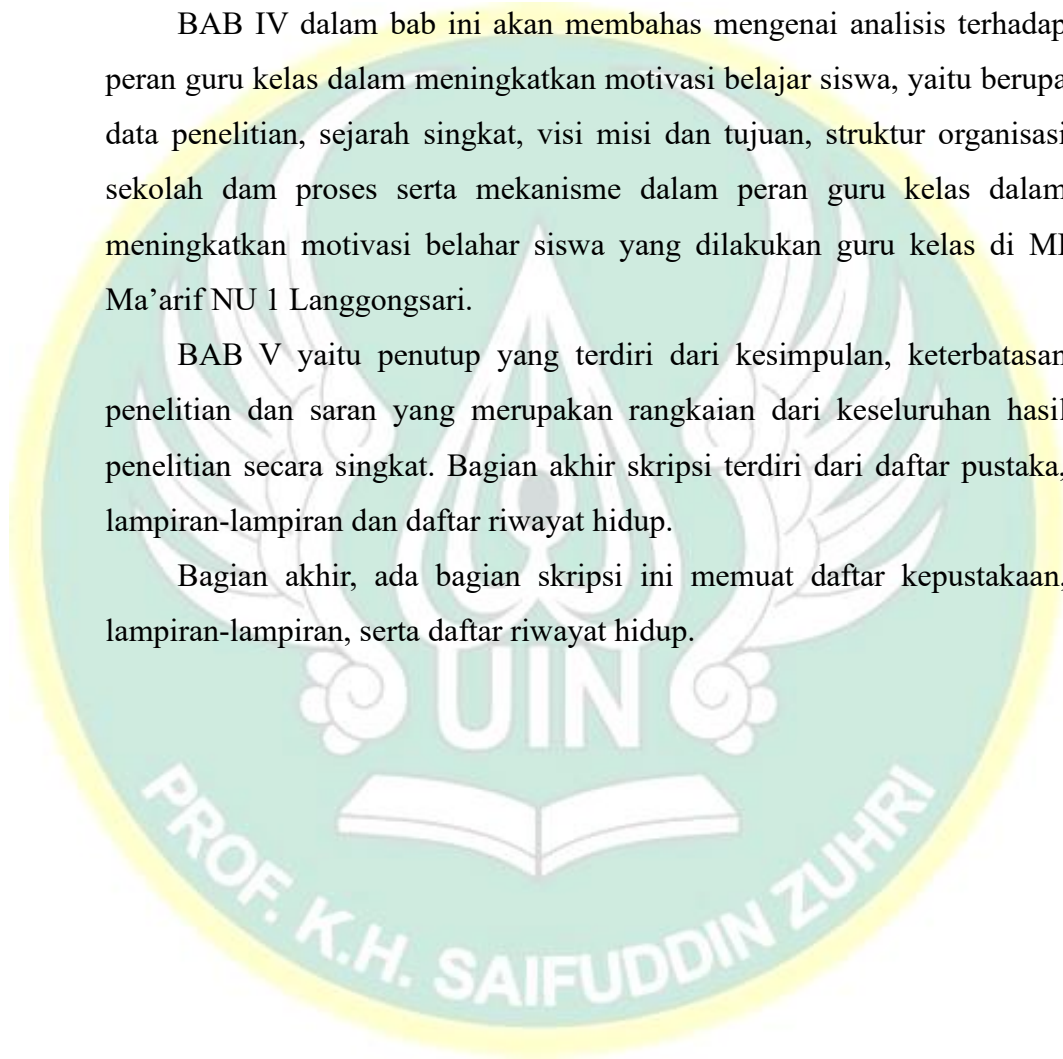 BAB IV dalam bab ini akan membahas mengenai analisis terhadap
peran guru kelas dalam meningkatkan motivasi belajar siswa, yaitu berupa
data penelitian, sejarah singkat, visi misi dan tujuan, struktur organisasi
sekolah dam proses serta mekanisme dalam peran guru kelas dalam
meningkatkan motivasi belahar siswa yang dilakukan guru kelas di MI
Ma’arif NU 1 Langgongsari.
BAB V yaitu penutup yang terdiri dari kesimpulan, keterbatasan
penelitian dan saran yang merupakan rangkaian dari keseluruhan hasil
penelitian secara singkat. Bagian akhir skripsi terdiri dari daftar pustaka,
lampiran-lampiran dan daftar riwayat hidup.
Bagian akhir, ada bagian skripsi ini memuat daftar kepustakaan,
lampiran-lampiran, serta daftar riwayat hidup.
UIN
PROF. K.H. SAIFUDDIN ZUHRI